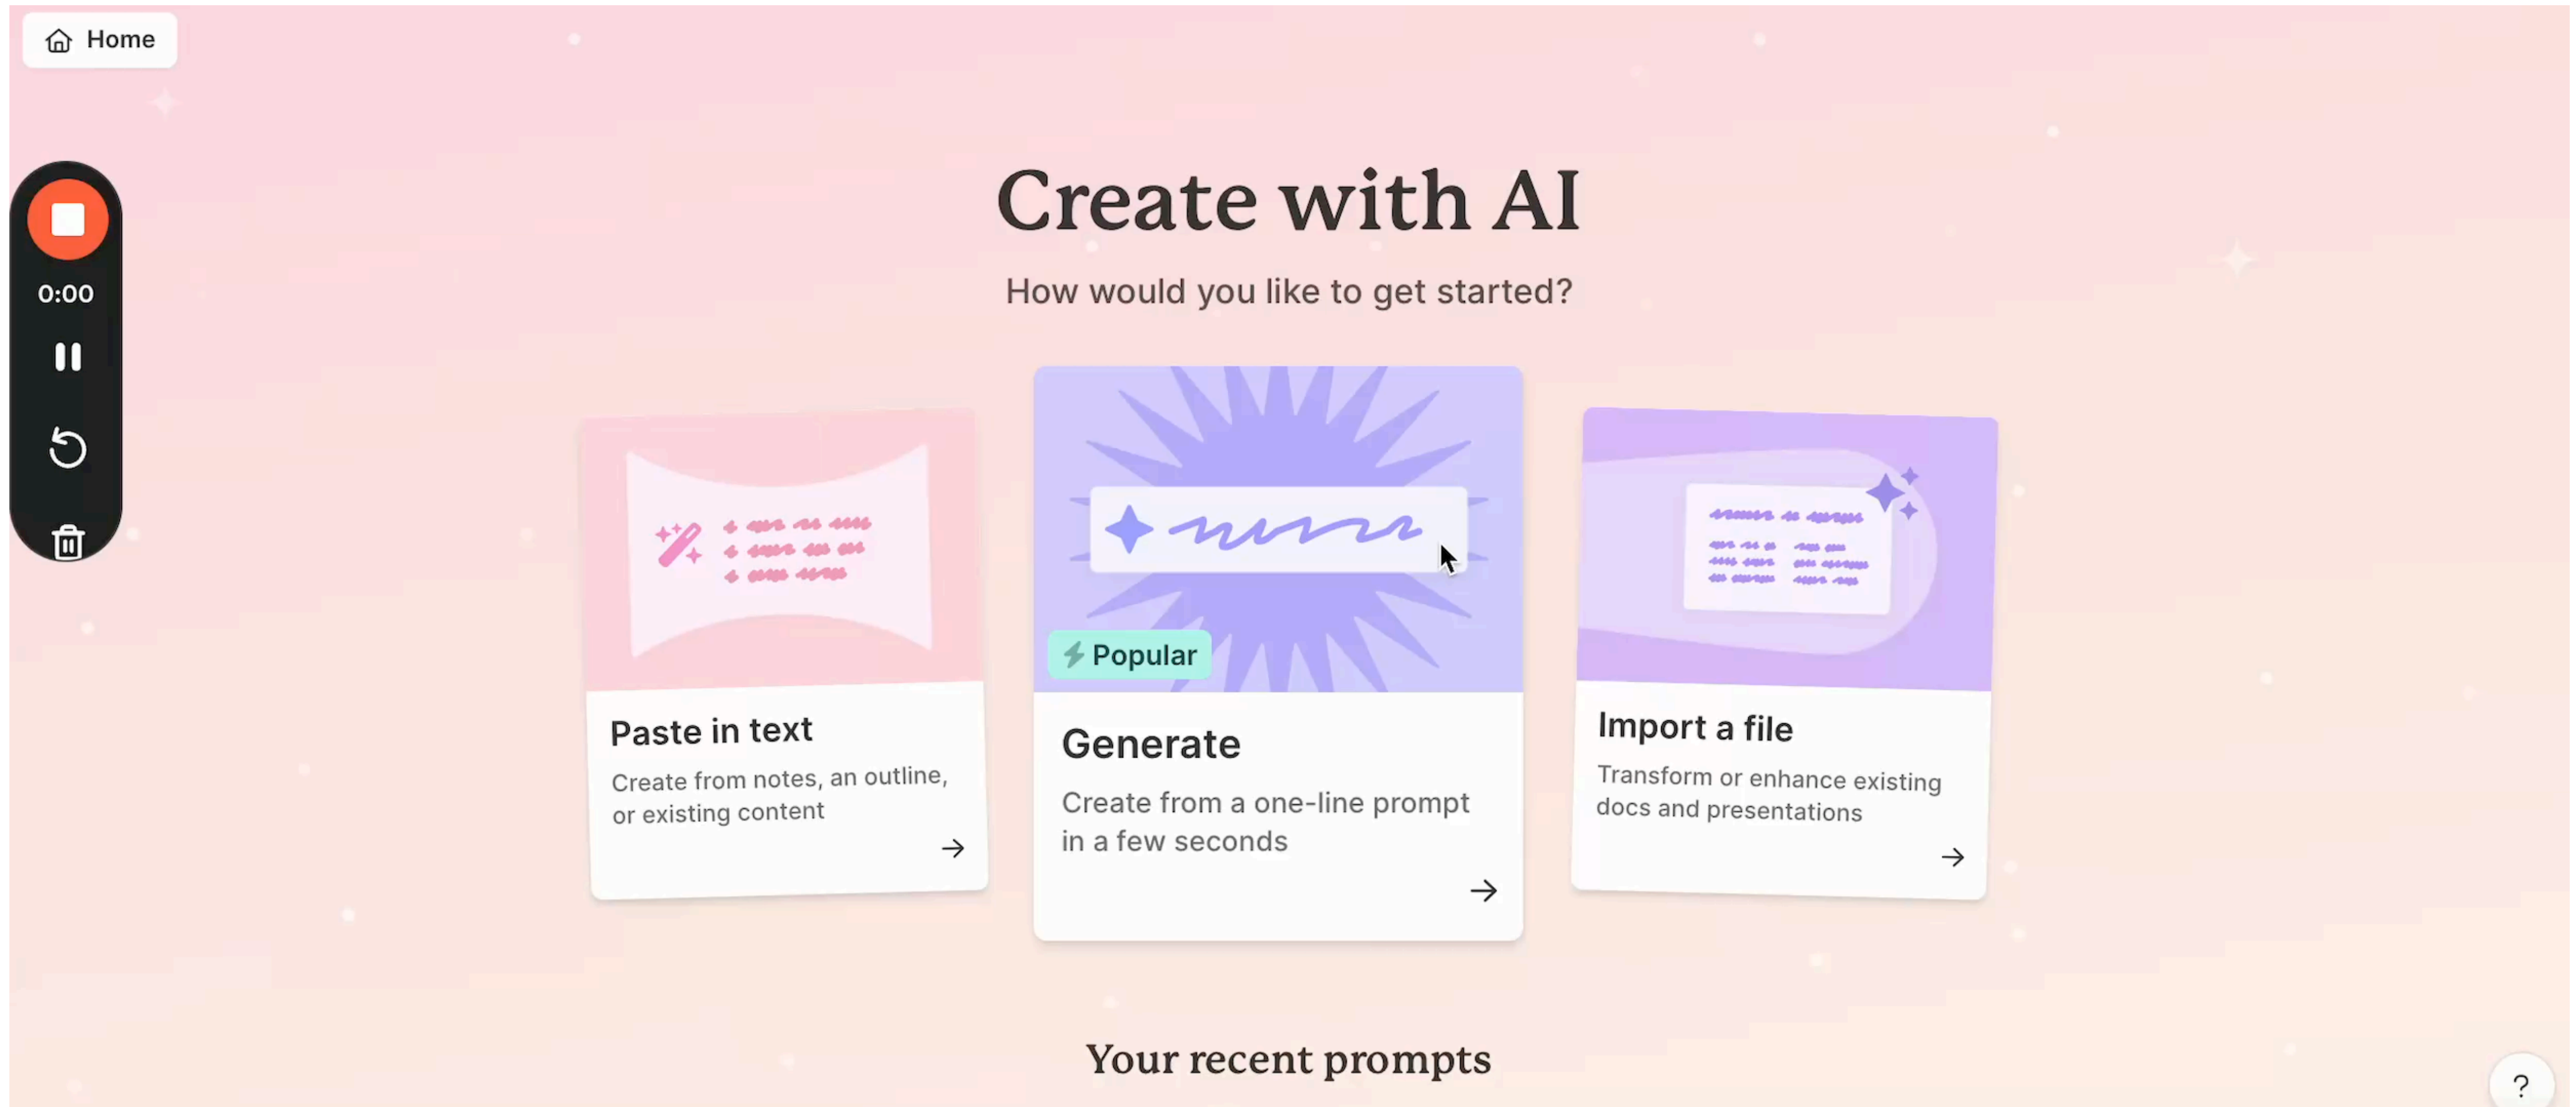 Home
0:00
Create with AI
How would you like to get started?
Paste in text
Create from notes, an outline,
or existing content
Popular
Generate
Create from a one-line prompt
in a few seconds
Import a file
Transform or enhance existing
docs and presentations
Your recent prompts
?